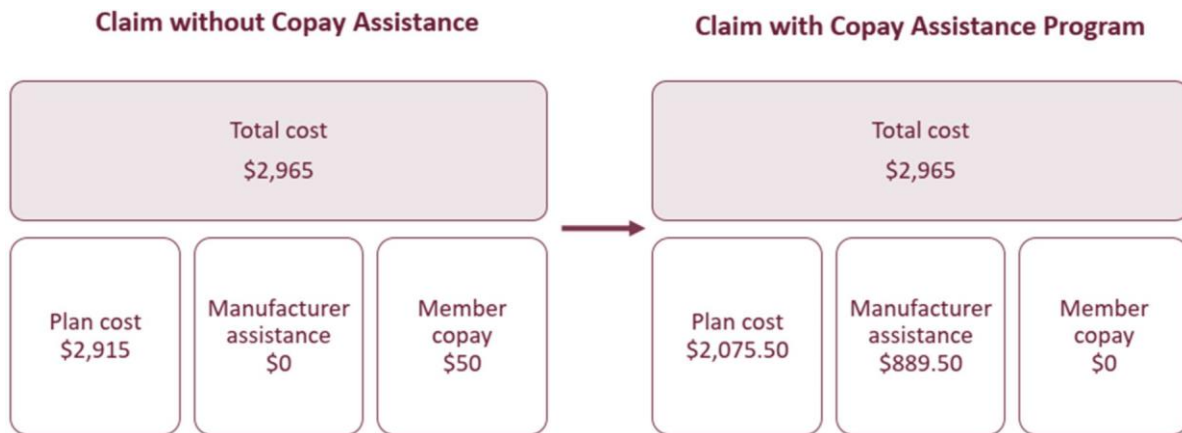 Claim without Copay Assistance
Total cost
$2,965
Plan cost
$2,915
Manufacturer
assistance
$0
Member
copay
$50
Claim with Copay Assistance Program
Total cost
$2,965
Plan cost
$2,075.50
Manufacturer
assistance
$889.50
Member
copay
$0